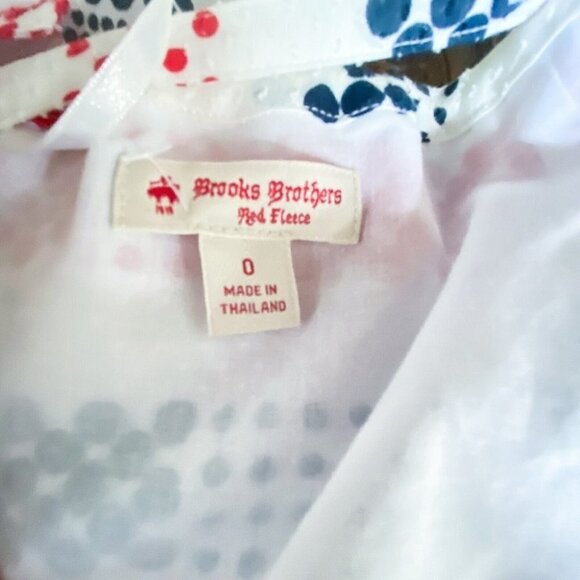 Brooks Brothers
Red Fleece
0
MADE IN
THAILAND